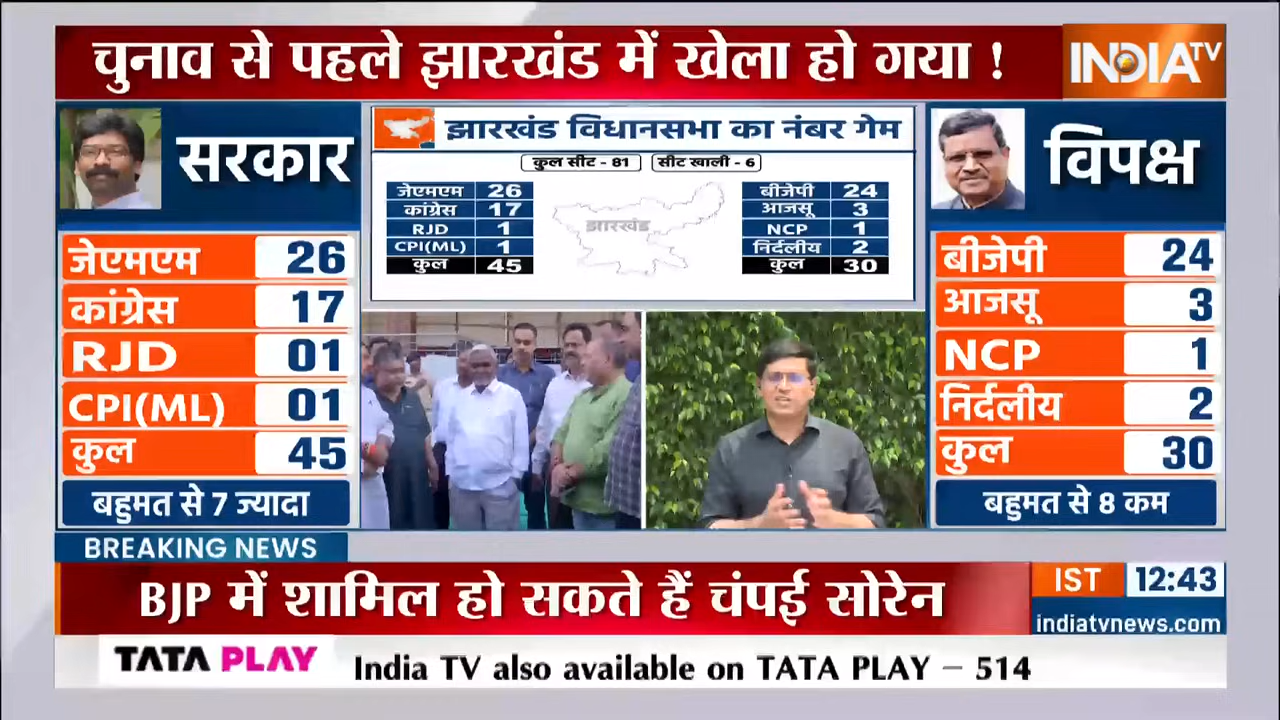 चुनाव से पहले झारखंड में खेला हो गया !
INDIA TV
सरकार
जेएमएम 26
कांग्रेस 17
RJD 01
CPI(ML) 01
कुल 45
बहुमत से 7 ज्यादा
झारखंड विधानसभा का नंबर गेम
कुल सीट - 81 सीट खाली - 6
जेएमएम 26
कांग्रेस 17
RJD 1
CPI(ML) 1
कुल 45
झारखंड
बीजेपी 24
आजसू 3
NCP 1
निर्दलीय 2
कुल 30
विपक्ष
बीजेपी 24
आजसू 3
NCP 1
निर्दलीय 2
कुल 30
बहुमत से 8 कम
BREAKING NEWS
BJP में शामिल हो सकते हैं चंपई सोरेन
IST 12:43
indiatvnews.com
TATA PLAY
India TV also available on TATA PLAY – 514